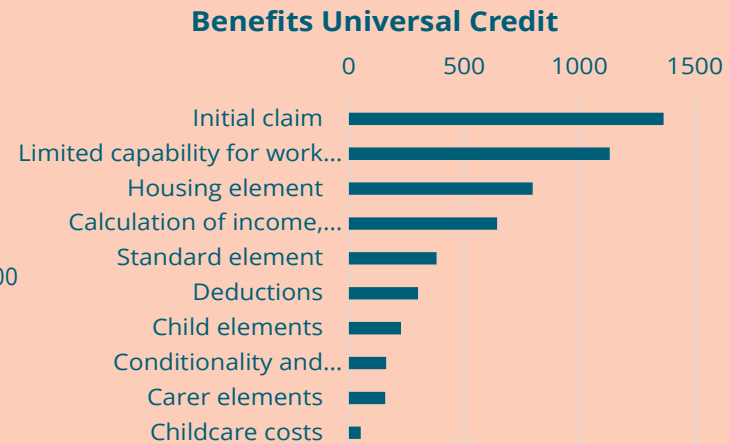 Benefits Universal Credit
0 500 1000 1500
Initial claim
Limited capability for work...
Housing element
Calculation of income,...
Standard element
00
Deductions
Child elements
Conditionality and...
Carer elements
Childcare costs